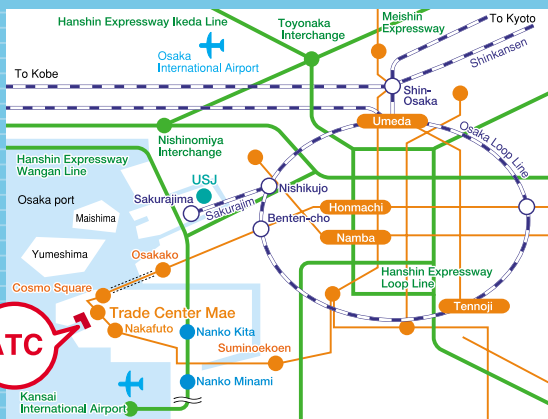 Hanshin Expressway Ikeda Line
Toyonaka
Interchange
Meishin
Expressway
To Kyoto
Shinkansen
Osaka
International Airport
To Kobe
Shin-
Osaka
Umeda
Osaka Loop Line
Nishinomiya
Interchange
Hanshin Expressway
Wangan Line
USJ
Nishikujo
Sakurajima
Sakurajim
Osaka port
Maishima
Honmachi
Benten-cho
Namba
Yumeshima
Osakako
Hanshin Expressway
Loop Line
Cosmo Square
Trade Center Mae
Tennoji
Nakafuto
Nanko Kita
ATC
Suminoekoen
Nanko Minami
Kansai
International Airport